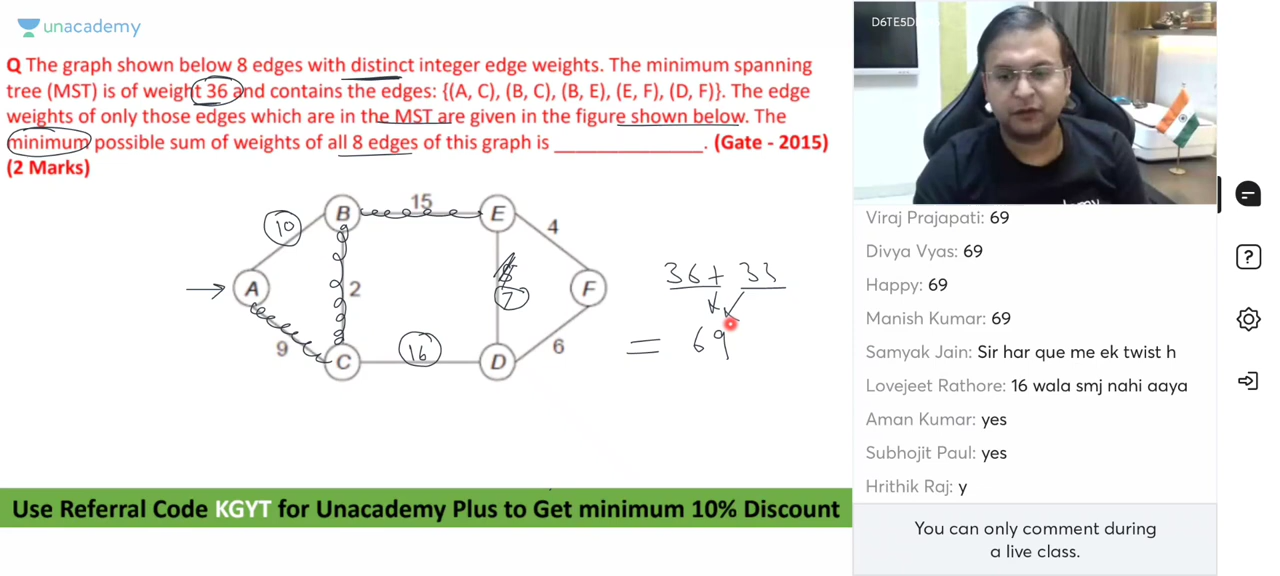 unacademy
Q The graph shown below 8 edges with distinct integer edge weights. The minimum spanning
tree (MST) is of weight 36 and contains the edges: {(A, C), (B, C), (B, E), (E, F), (D, F)}. The edge
weights of only those edges which are in the MST are given in the figure shown below. The
minimum possible sum of weights of all 8 edges of this graph is ________________. (Gate - 2015)
(2 Marks)
B
15
E
10
4
A
2
7
F
9
C
16
D
6
36 + 33
= 69
Use Referral Code KGYT for Unacademy Plus to Get minimum 10% Discount
Viraj Prajapati: 69
Divya Vyas: 69
Happy: 69
Manish Kumar: 69
Samyak Jain: Sir har que me ek twist h
Lovejeet Rathore: 16 wala smj nahi aaya
Aman Kumar: yes
Subhojit Paul: yes
Hrithik Raj: y
You can only comment during
a live class.
?